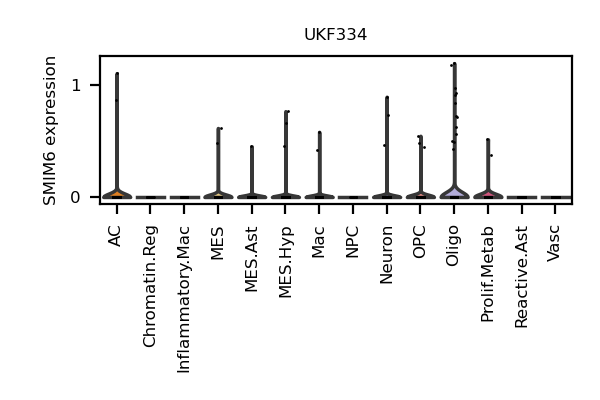 UKF334
SMIM6 expression
1
0
AC
Chromatin.Reg
Inflammatory.Mac
MES
MES.Ast
MES.Hyp
Mac
NPC
Neuron
OPC
Oligo
Prolif.Metab
Reactive.Ast
Vasc